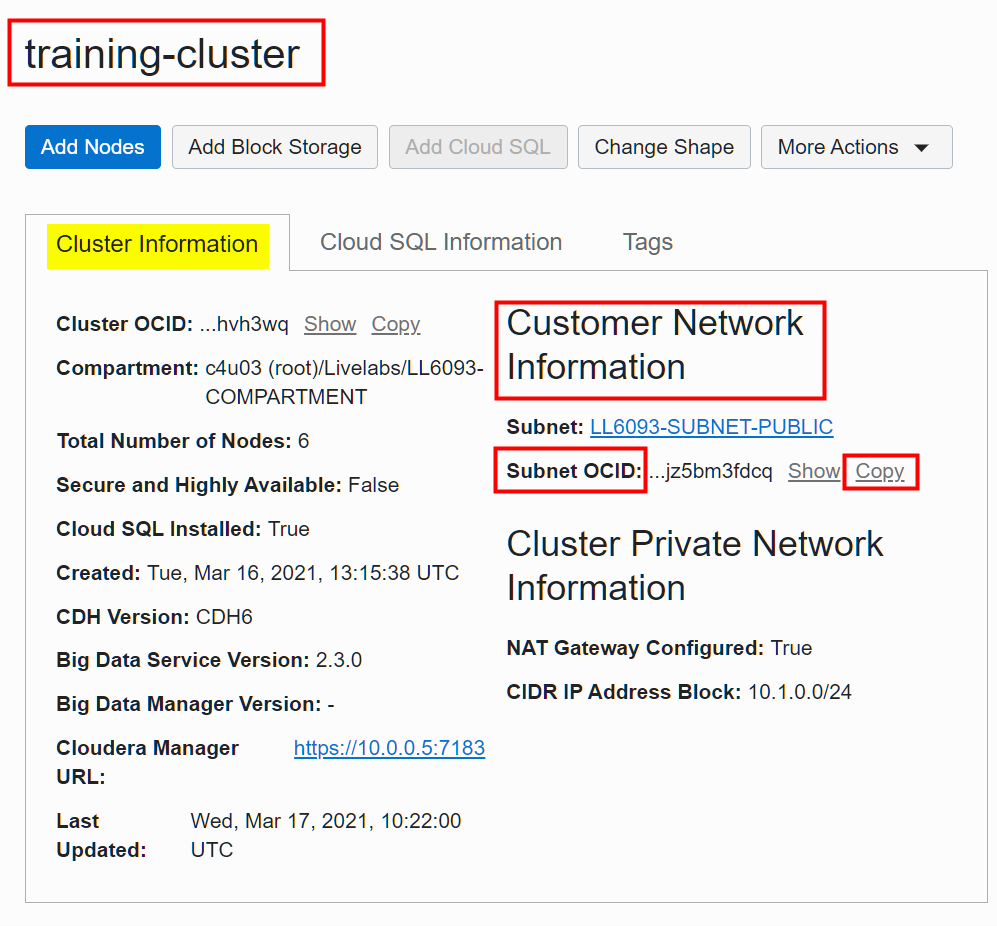 training-cluster
Add Nodes
Add Block Storage
Add Cloud SQL
Change Shape
More Actions
Cluster Information
Cloud SQL Information
Tags
Cluster OCID: ...hvh3wq Show Copy
Compartment: c4u03 (root)/Livelabs/LL6093-
COMPARTMENT
Total Number of Nodes: 6
Secure and Highly Available: False
Cloud SQL Installed: True
Created: Tue, Mar 16, 2021, 13:15:38 UTC
CDH Version: CDH6
Big Data Service Version: 2.3.0
Big Data Manager Version: -
Cloudera Manager https://10.0.0.5:7183
URL:
Last Wed, Mar 17, 2021, 10:22:00
Updated: UTC
Customer Network
Information
Subnet: LL6093-SUBNET-PUBLIC
Subnet OCID: ...jz5bm3fdcq Show Copy
Cluster Private Network
Information
NAT Gateway Configured: True
CIDR IP Address Block: 10.1.0.0/24